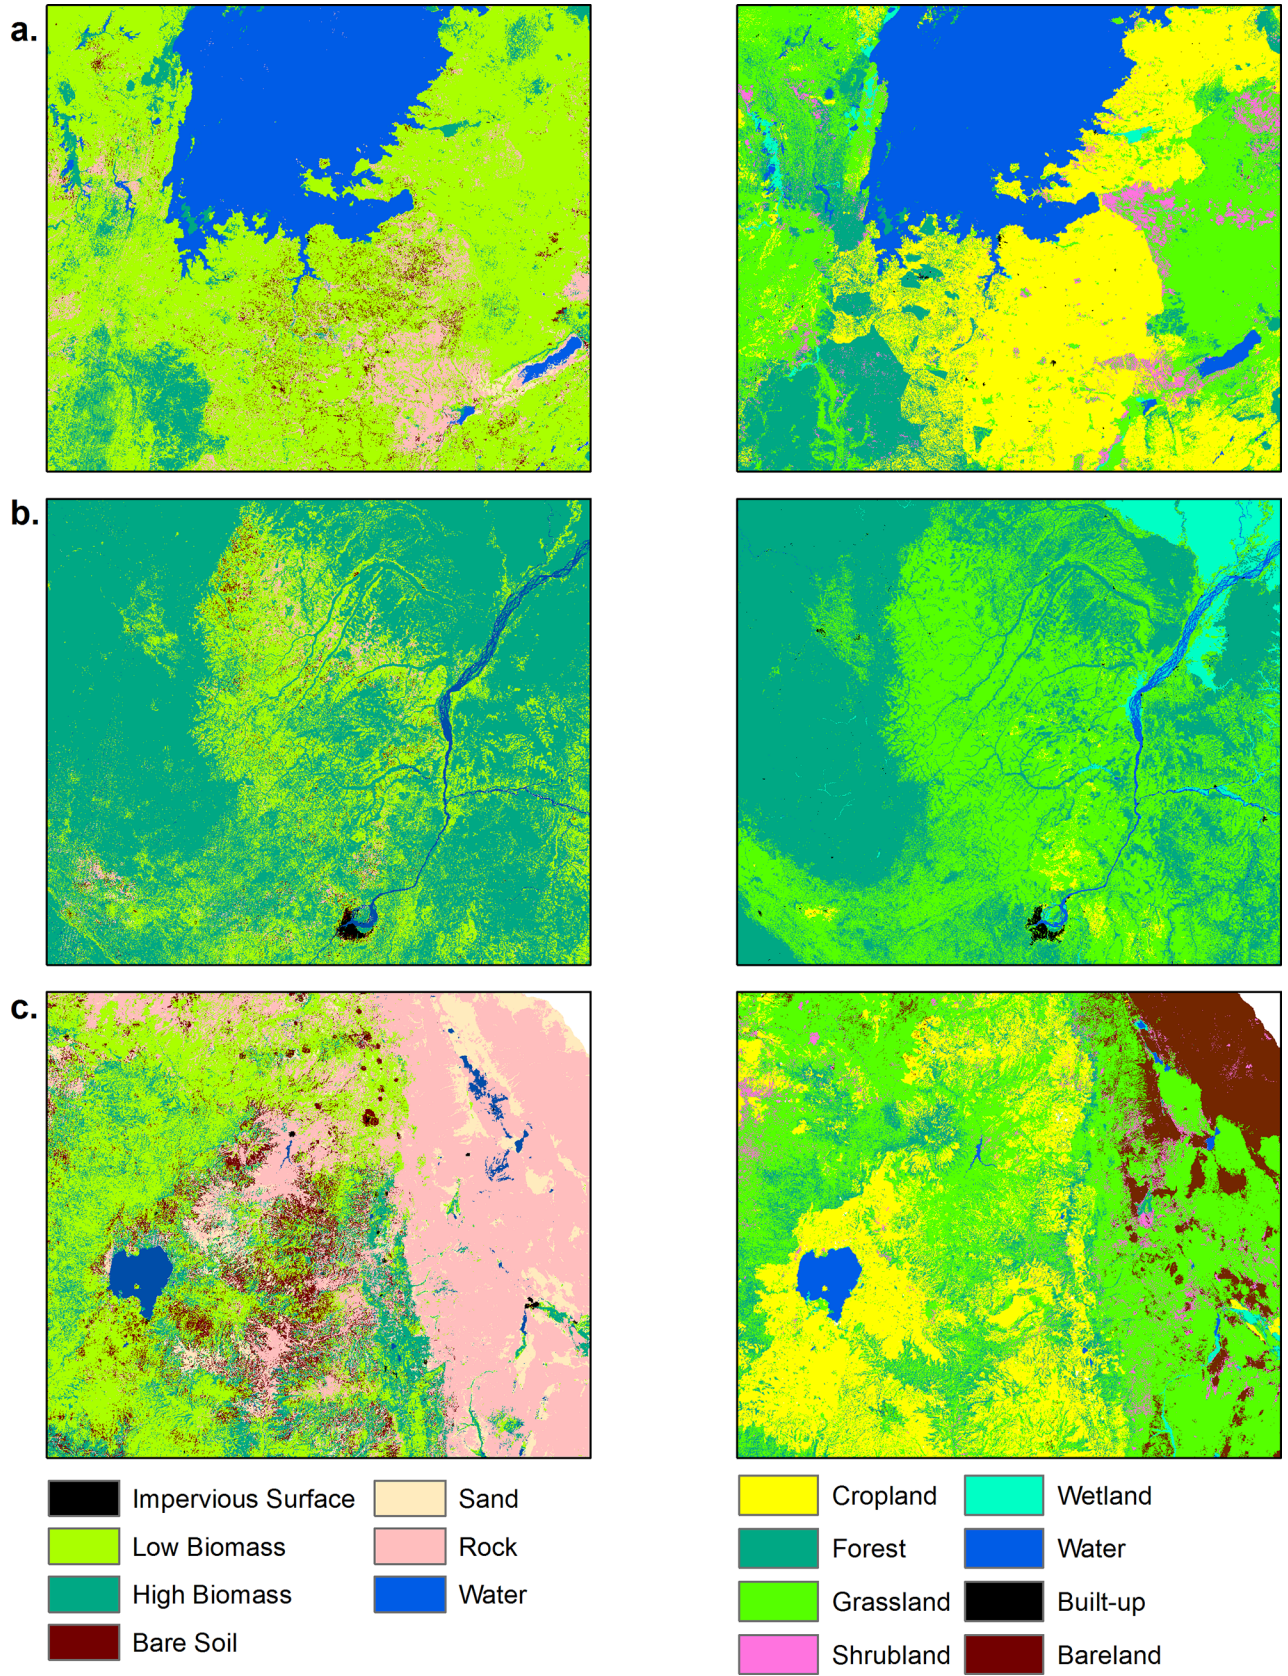 a.
b.
c.
Impervious Surface
Low Biomass
High Biomass
Bare Soil
Sand
Rock
Water
Cropland
Forest
Grassland
Shrubland
Wetland
Water
Built-up
Bareland